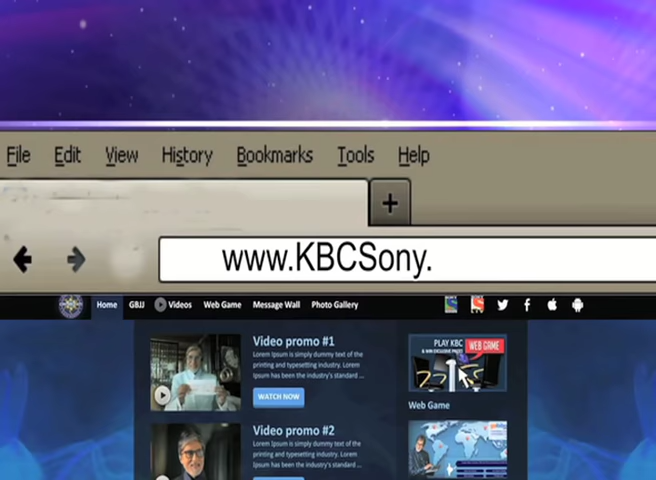 File Edit View History Bookmarks Tools Help
+
www.KBCSony.
Home GBJJ Videos Web Game Message Wall Photo Gallery
Video promo #1
Lorem Ipsum is simply dummy text of the
printing and typesetting industry. Lorem
Ipsum has been the industry's standard ...
WATCH NOW
PLAY KBC
WEB GAME
Web Game
Video promo #2
Lorem Ipsum is simply dummy text of the
printing and typesetting industry. Lorem
Ipsum has been the industry's standard ...